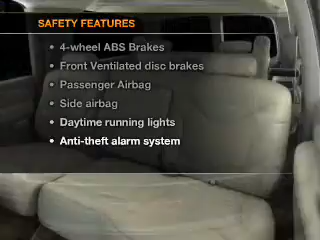 SAFETY FEATURES
• 4-wheel ABS Brakes
• Front Ventilated disc brakes
• Passenger Airbag
• Side airbag
• Daytime running lights
• Anti-theft alarm system